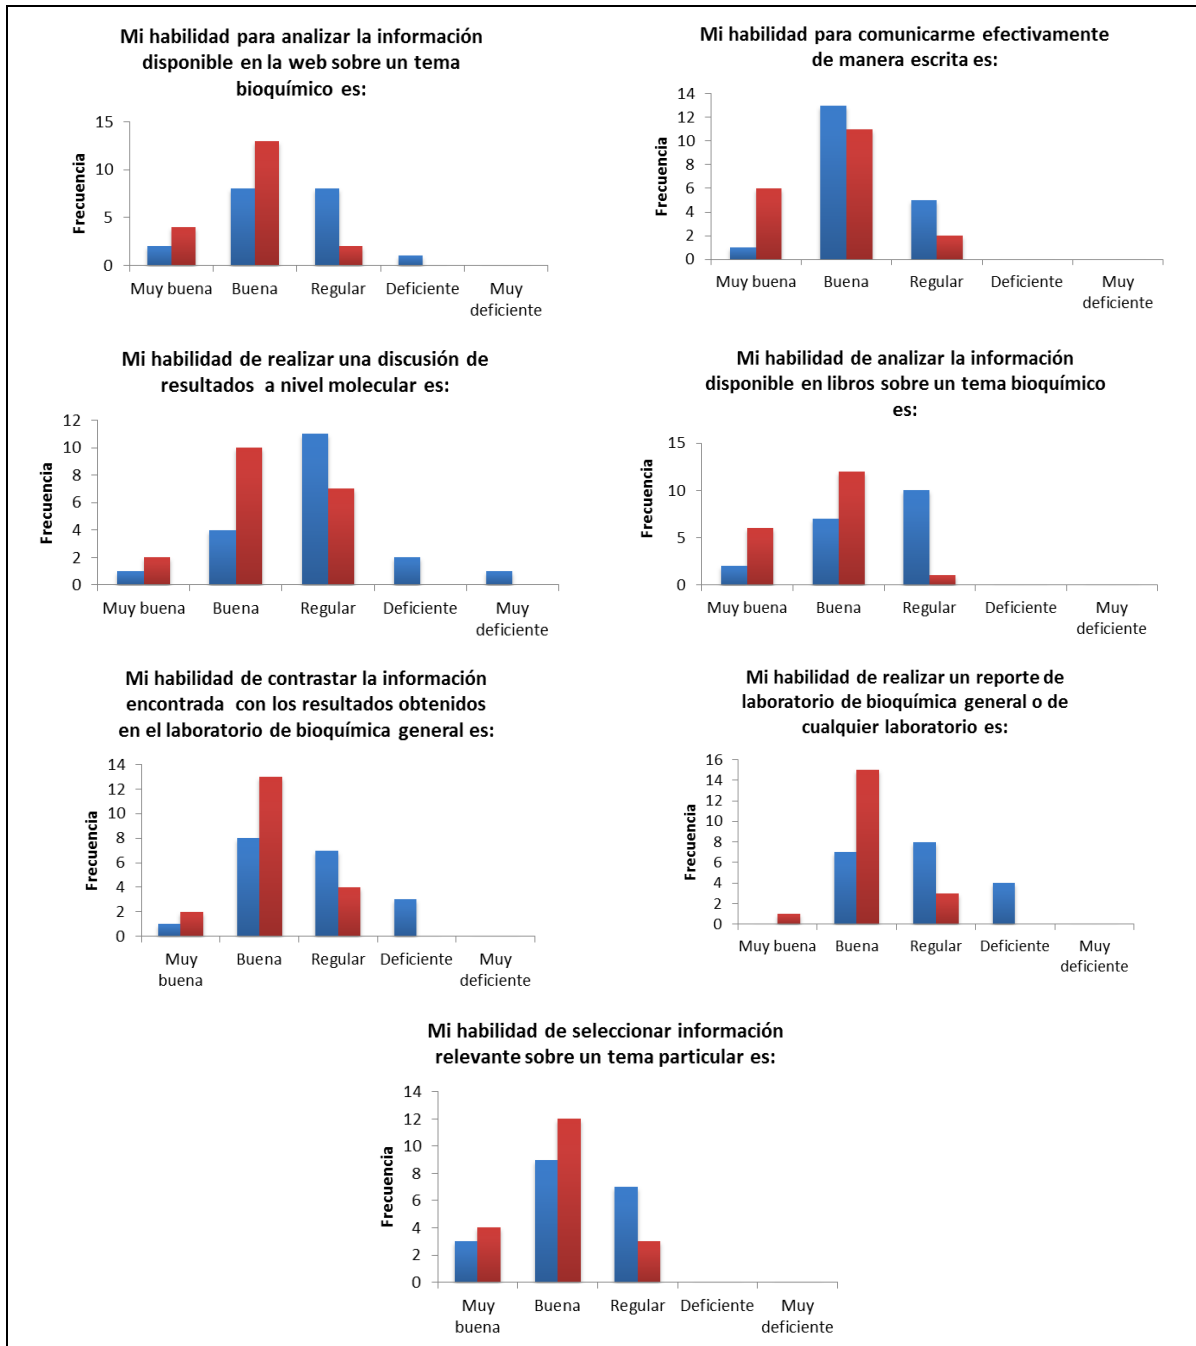 Mi habilidad para analizar la información
disponible en la web sobre un tema
bioquímico es:
Frecuencia
15
10
5
0
Muy buena Buena Regular Deficiente Muy
deficiente
Mi habilidad para comunicarme efectivamente
de manera escrita es:
Frecuencia
14
12
10
8
6
4
2
0
Muy buena Buena Regular Deficiente Muy
deficiente
Mi habilidad de realizar una discusión de
resultados a nivel molecular es:
Frecuencia
12
10
8
6
4
2
0
Muy buena Buena Regular Deficiente Muy
deficiente
Mi habilidad de analizar la información
disponible en libros sobre un tema bioquímico
es:
Frecuencia
15
10
5
0
Muy buena Buena Regular Deficiente Muy
deficiente
Mi habilidad de contrastar la información
encontrada con los resultados obtenidos
en el laboratorio de bioquímica general es:
Frecuencia
14
12
10
8
6
4
2
0
Muy Buena Regular Deficiente Muy
buena deficiente
Mi habilidad de realizar un reporte de
laboratorio de bioquímica general o de
cualquier laboratorio es:
Frecuencia
16
14
12
10
8
6
4
2
0
Muy buena Buena Regular Deficiente Muy
deficiente
Mi habilidad de seleccionar información
relevante sobre un tema particular es:
Frecuencia
14
12
10
8
6
4
2
0
Muy Buena Regular Deficiente Muy
buena deficiente